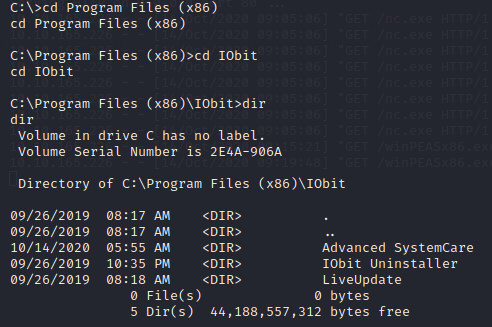 C:\>cd Program Files (x86)
cd Program Files (x86)
C:\Program Files (x86)>cd IObit
cd IObit
C:\Program Files (x86)\IObit>dir
dir
 Volume in drive C has no label.
 Volume Serial Number is 2E4A-906A
 Directory of C:\Program Files (x86)\IObit
09/26/2019  08:17 AM    <DIR>          .
09/26/2019  08:17 AM    <DIR>          ..
10/14/2020  05:55 AM    <DIR>          Advanced SystemCare
09/26/2019  10:35 PM    <DIR>          IObit Uninstaller
09/26/2019  08:18 AM    <DIR>          LiveUpdate
               0 File(s)              0 bytes
               5 Dir(s)  44,188,557,312 bytes free